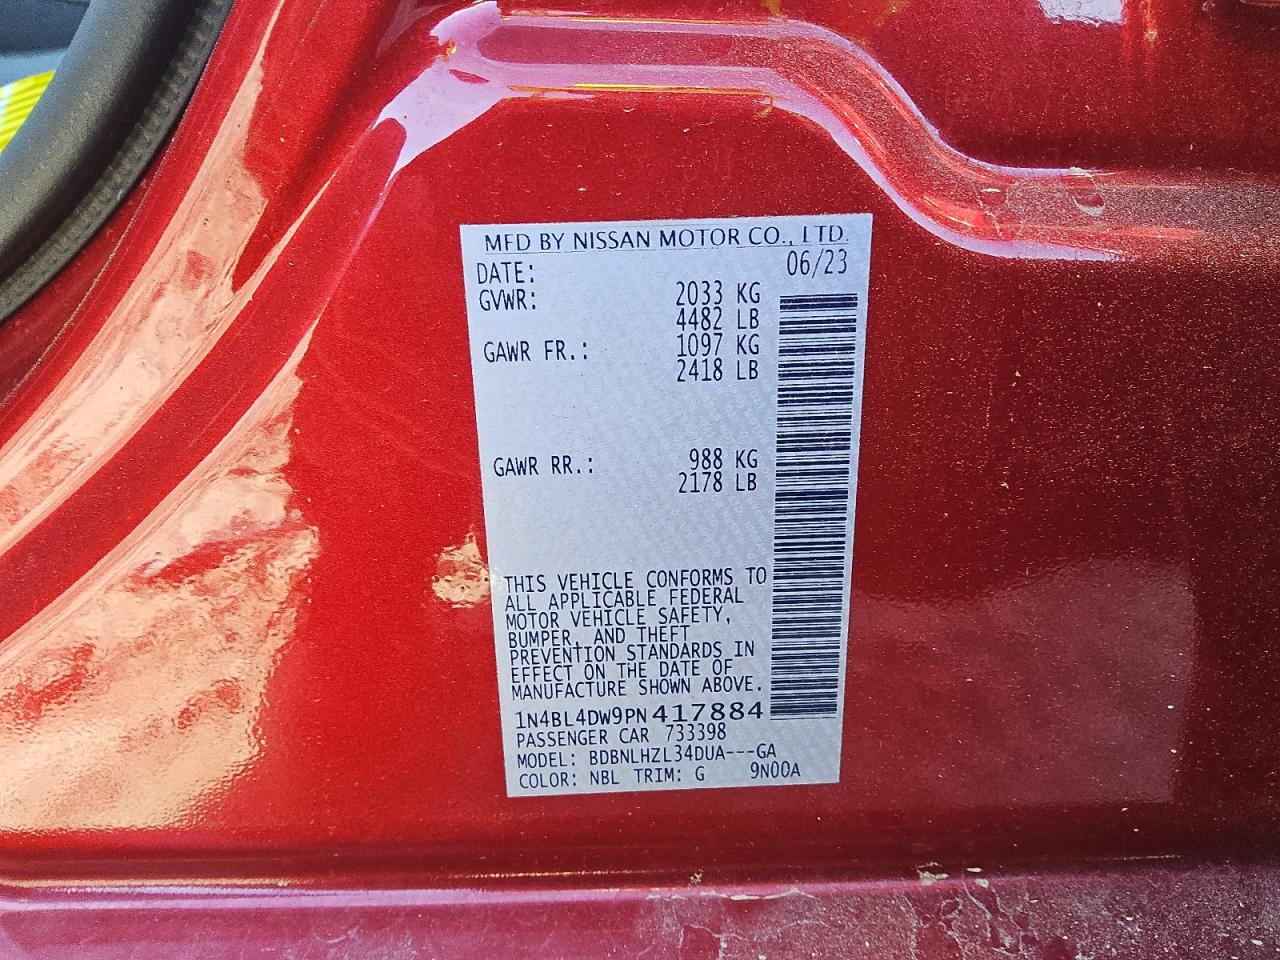 MFD BY NISSAN MOTOR CO., LTD.
DATE: 06/23
GVWR: 2033 KG
4482 LB
GAWR FR.: 1097 KG
2418 LB
GAWR RR.: 988 KG
2178 LB
THIS VEHICLE CONFORMS TO
ALL APPLICABLE FEDERAL
MOTOR VEHICLE SAFETY,
BUMPER, AND THEFT
PREVENTION STANDARDS IN
EFFECT ON THE DATE OF
MANUFACTURE SHOWN ABOVE.
1N4BL4DW9PN417884
PASSENGER CAR 733398
MODEL: BDBNLHZL34DUA---GA
COLOR: NBL TRIM: G 9N00A